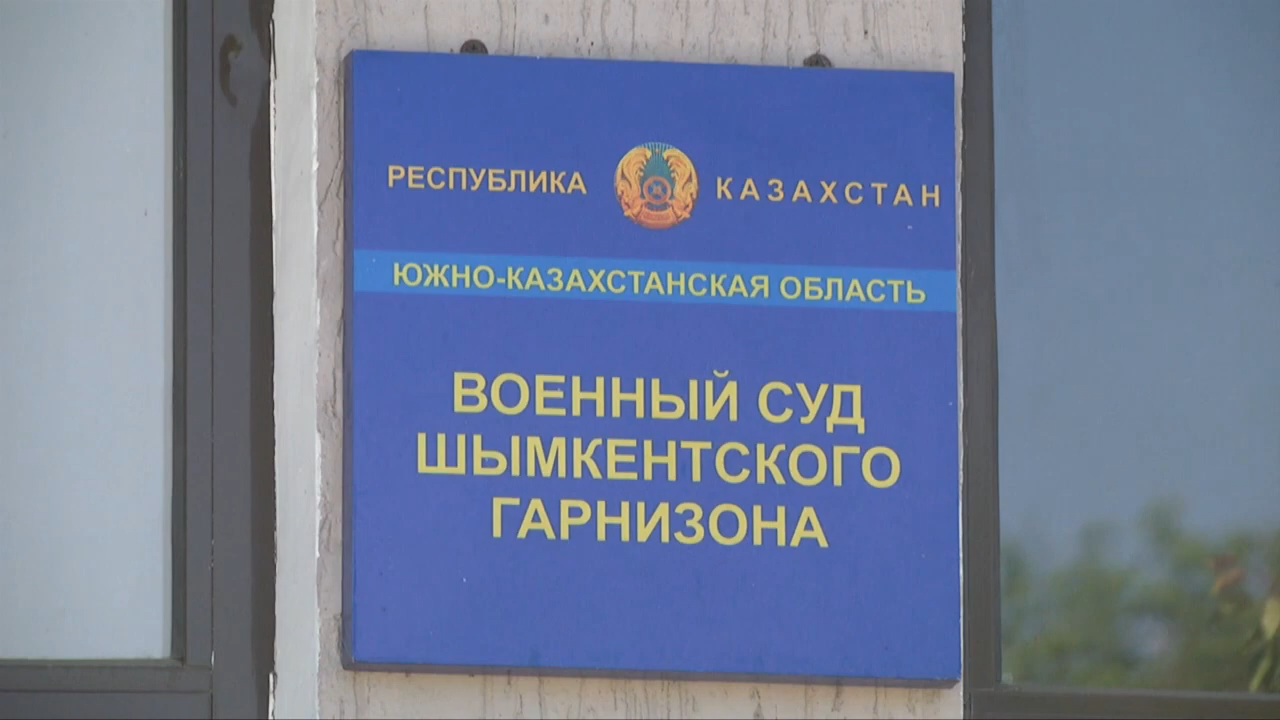 РЕСПУБЛИКА КАЗАХСТАН
ЮЖНО-КАЗАХСТАНСКАЯ ОБЛАСТЬ
ВОЕННЫЙ СУД
ШЫМКЕНТСКОГО
ГАРНИЗОНА